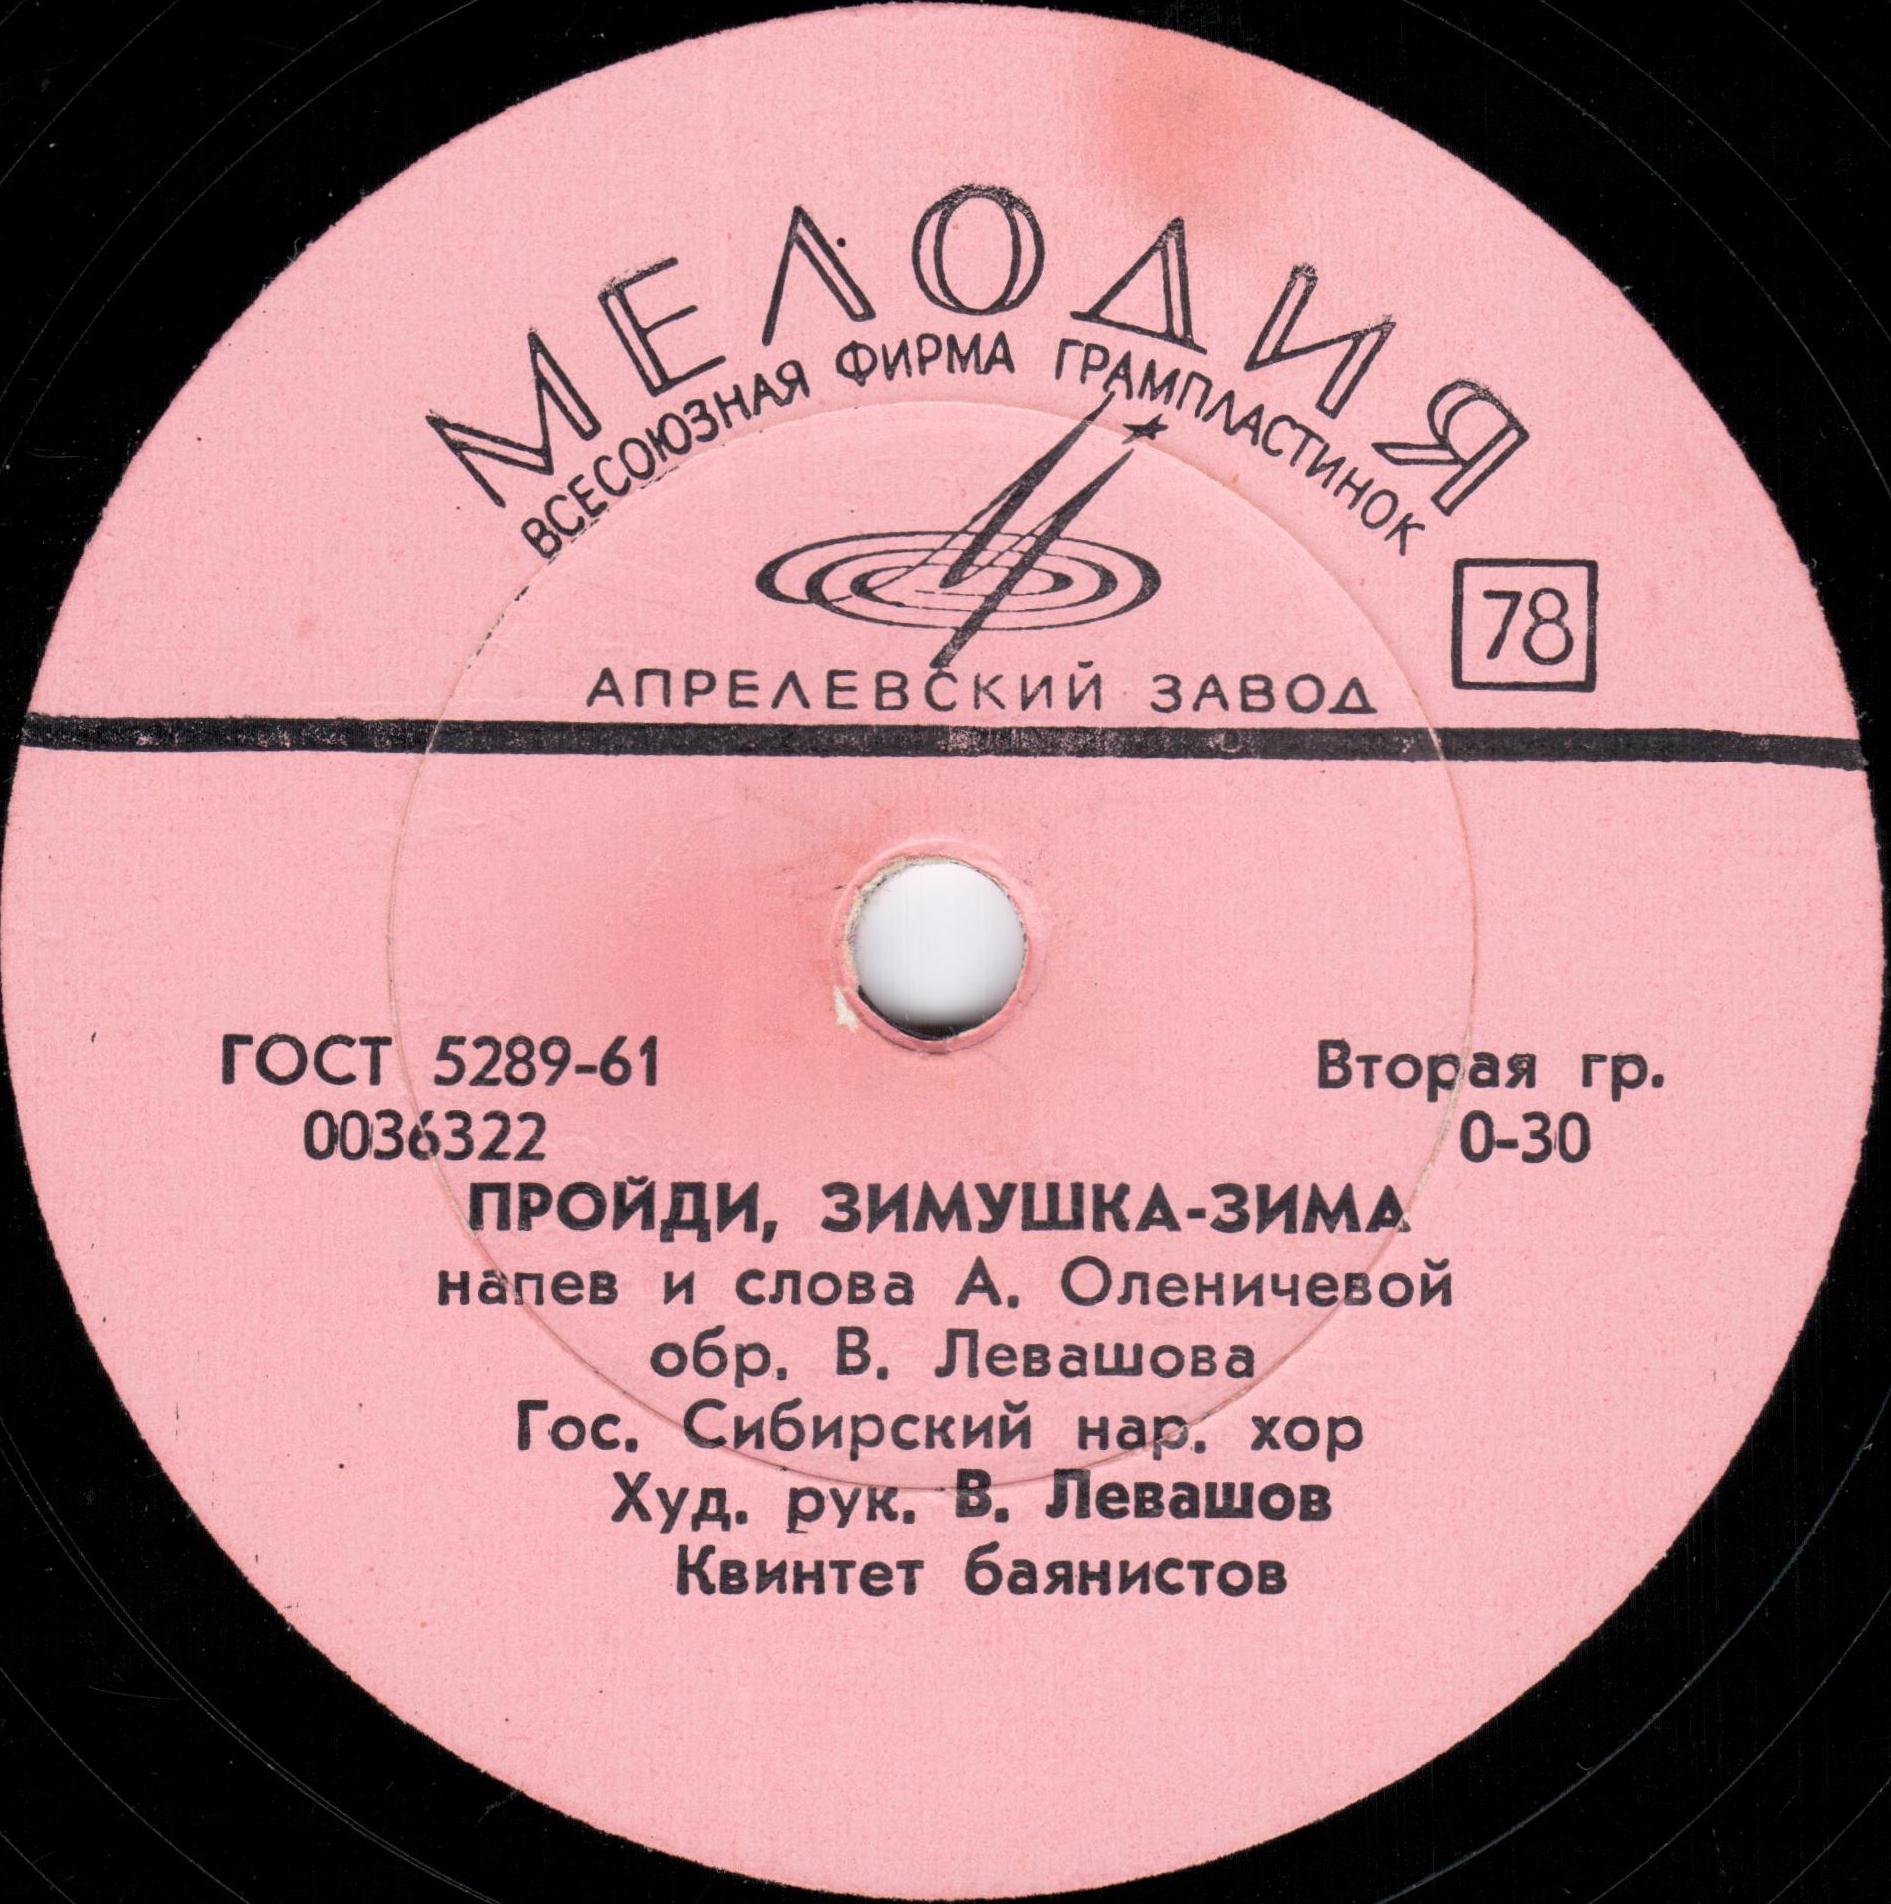 МЕЛОДИЯ
ВСЕСОЮЗНАЯ ФИРМА ГРАМПЛАСТИНОК
78
АПРЕЛЕВСКИЙ ЗАВОД
ГОСТ 5289-61 Вторая гр.
0036322 0-30
ПРОЙДИ, ЗИМУШКА-ЗИМА
напев и слова А. Оленичевой
обр. В. Левашова
Гос. Сибирский нар. хор
Худ. рук. В. Левашов
Квинтет баянистов